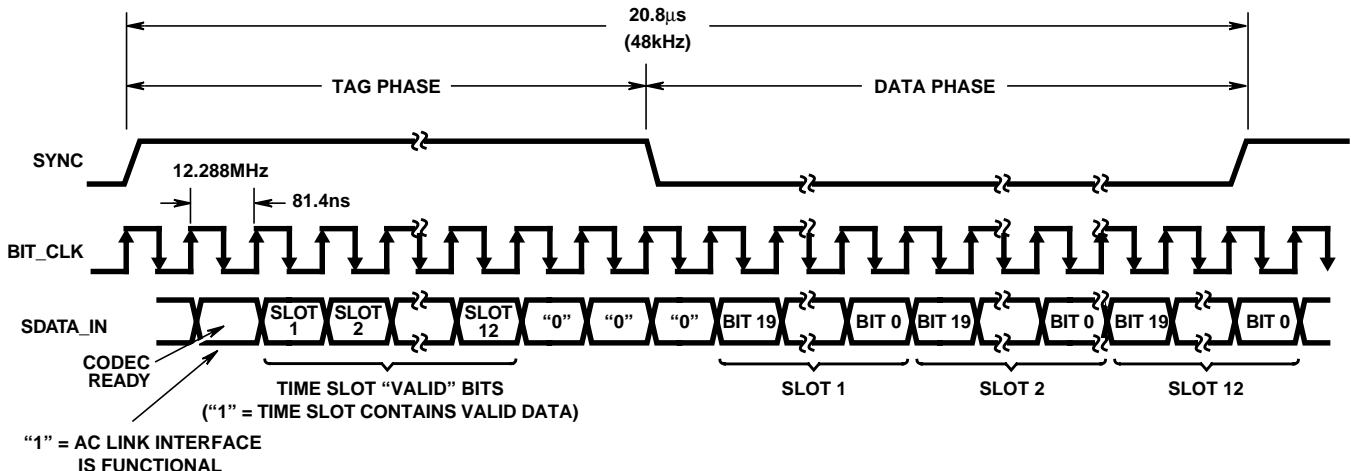 20.8μs
(48kHz)
TAG PHASE
DATA PHASE
SYNC
12.288MHz
81.4ns
BIT_CLK
SDATA_IN
SLOT
1
SLOT
2
SLOT
12
“0”
“0”
“0”
BIT 19
BIT 0
BIT 19
BIT 0
BIT 19
BIT 0
CODEC
READY
TIME SLOT “VALID” BITS
(“1” = TIME SLOT CONTAINS VALID DATA)
SLOT 1
SLOT 2
SLOT 12
“1” = AC LINK INTERFACE
IS FUNCTIONAL